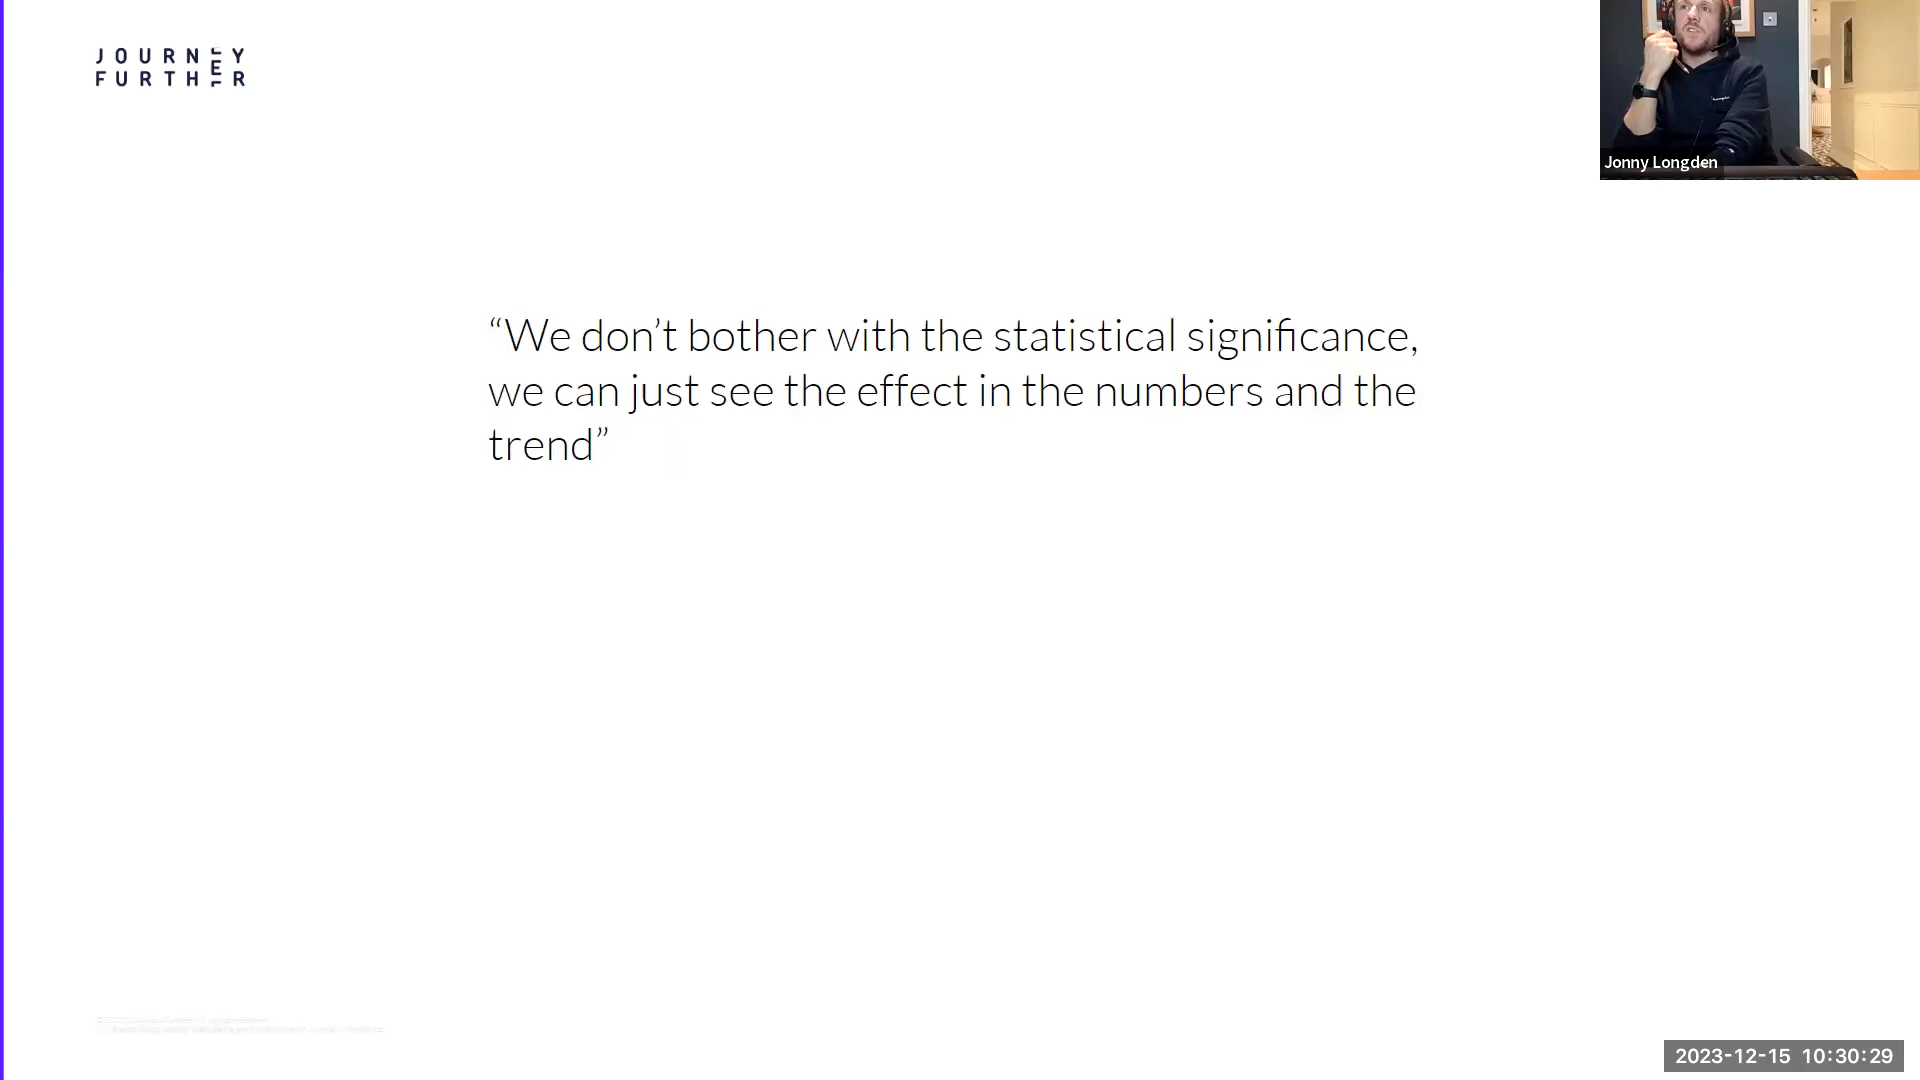 JOURNEY
FURTHER
Jonny Longden
“We don’t bother with the statistical significance,
we can just see the effect in the numbers and the
trend”
2023-12-15 10:30:29